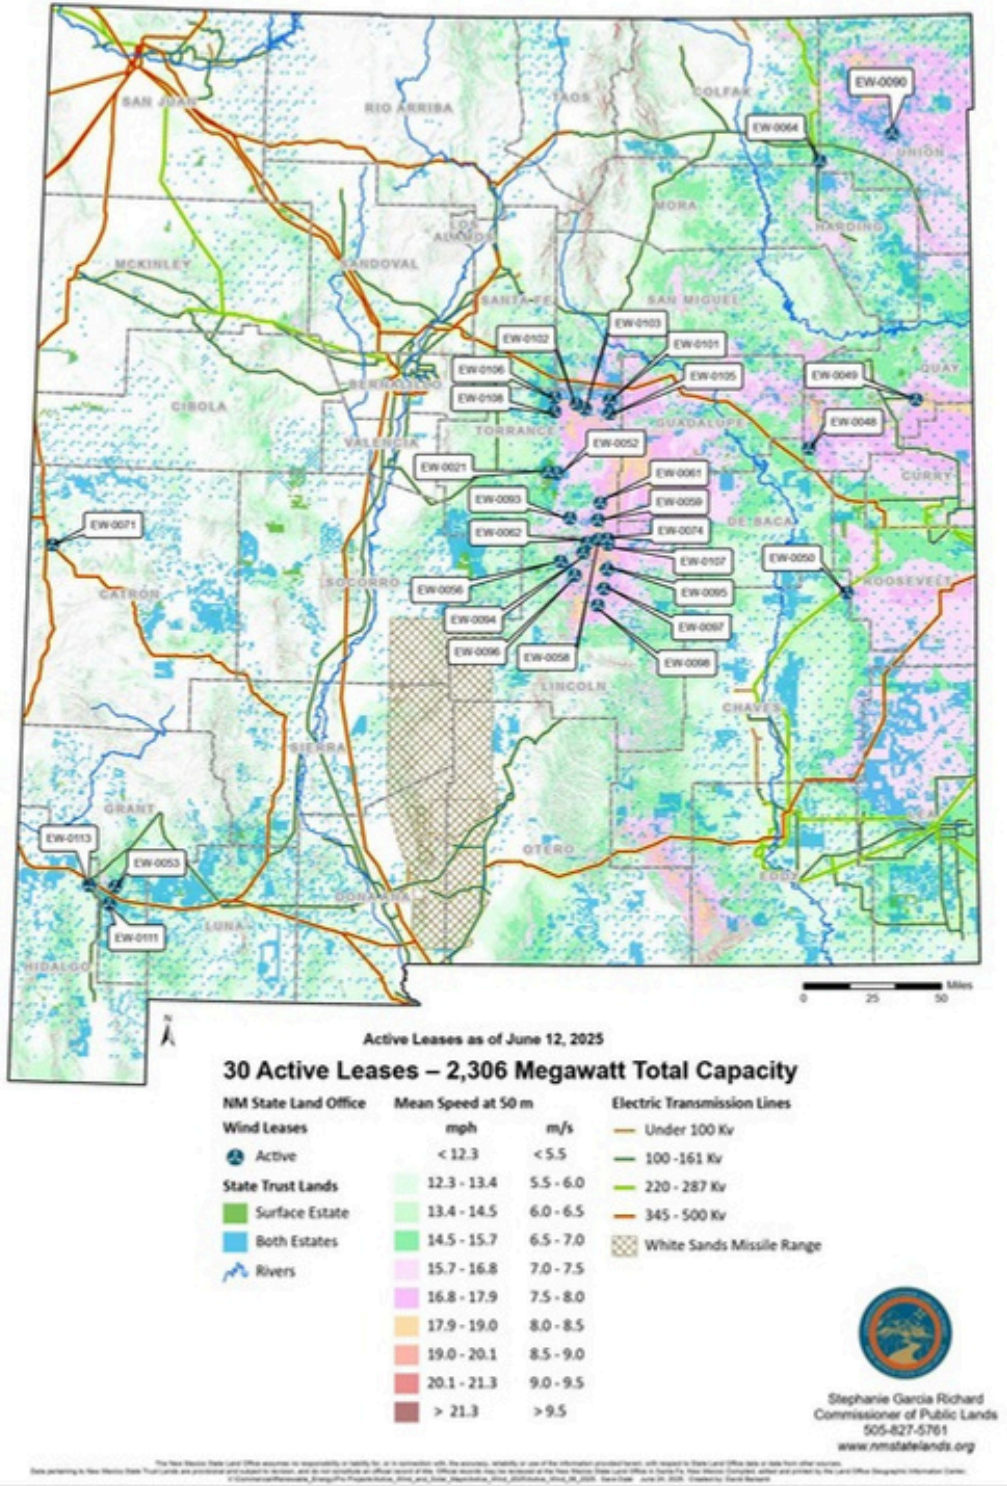 SAN JUAN
RIO ARRIBA
TAOS
COLFAX
EW-0090
EW-0064
UNION
MORA
HARDING
LOS ALAMOS
MCKINLEY
SANDOVAL
SANTA FE
SAN MIGUEL
EW-0103
EW-0102
EW-0101
EW-0106
EW-0105
EW-0049
QUAY
BERNALILLO
EW-0108
CIBOLA
EW-0048
TORRANCE
GUADALUPE
VALENCIA
EW-0052
EW-0021
EW-0061
CURRY
EW-0093
EW-0059
EW-0071
EW-0062
EW-0074
DE BACA
EW-0107
EW-0050
ROOSEVELT
SOCORRO
EW-0056
EW-0095
CATRON
EW-0094
EW-0097
EW-0096
EW-0058
EW-0098
LINCOLN
CHAVES
SIERRA
GRANT
LEA
EW-0113
EW-0053
OTERO
EDDY
DONA ANA
LUNA
EW-0111
HIDALGO
Miles
0 25 50
N
Active Leases as of June 12, 2025
30 Active Leases – 2,306 Megawatt Total Capacity
NM State Land Office
Wind Leases
Active
State Trust Lands
Surface Estate
Both Estates
Rivers
Mean Speed at 50 m
mph m/s
< 12.3 < 5.5
12.3 - 13.4 5.5 - 6.0
13.4 - 14.5 6.0 - 6.5
14.5 - 15.7 6.5 - 7.0
15.7 - 16.8 7.0 - 7.5
16.8 - 17.9 7.5 - 8.0
17.9 - 19.0 8.0 - 8.5
19.0 - 20.1 8.5 - 9.0
20.1 - 21.3 9.0 - 9.5
> 21.3 > 9.5
Electric Transmission Lines
Under 100 Kv
100 -161 Kv
220 - 287 Kv
345 - 500 Kv
White Sands Missile Range
Stephanie Garcia Richard
Commissioner of Public Lands
505-827-5761
www.nmstatelands.org